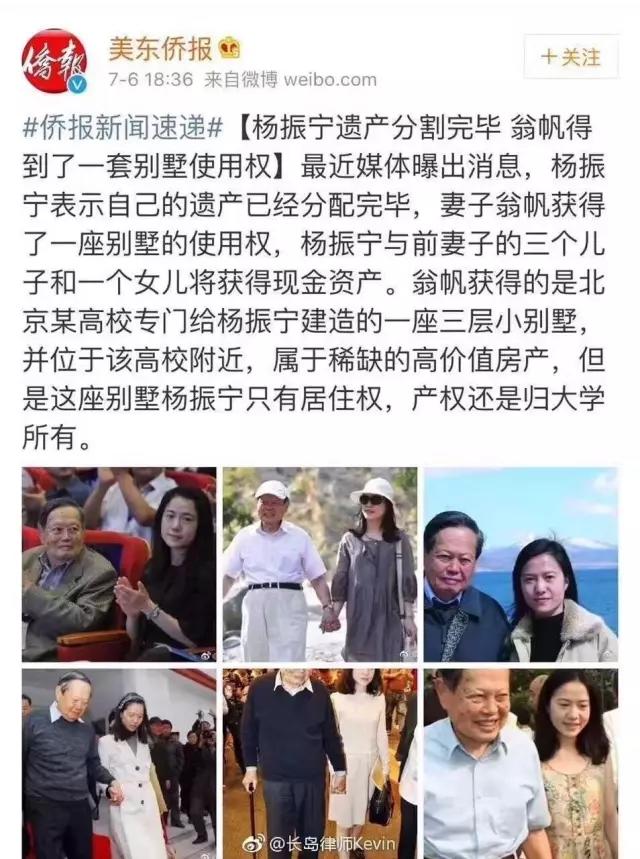 僑報
美东侨报
7-6 18:36 来自微博 weibo.com
＋关注
#侨报新闻速递#【杨振宁遗产分割完毕 翁帆得
到了一套别墅使用权】最近媒体曝出消息，杨振
宁表示自己的遗产已经分配完毕，妻子翁帆获得
了一座别墅的使用权，杨振宁与前妻子的三个儿
子和一个女儿将获得现金资产。翁帆获得的是北
京某高校专门给杨振宁建造的一座三层小别墅，
并位于该高校附近，属于稀缺的高价值房产，但
是这座别墅杨振宁只有居住权，产权还是归大学
所有。
@长岛律师Kevin